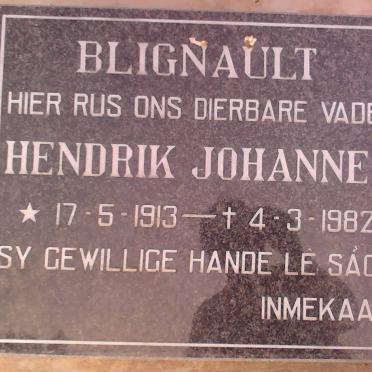 BLIGNAULT
HIER RUS ONS DIERBARE VADE
HENDRIK JOHANNE
★ 17-5-1913 — † 4-3-1982
SY GEWILLIGE HANDE LÊ SAG
INMEKAA